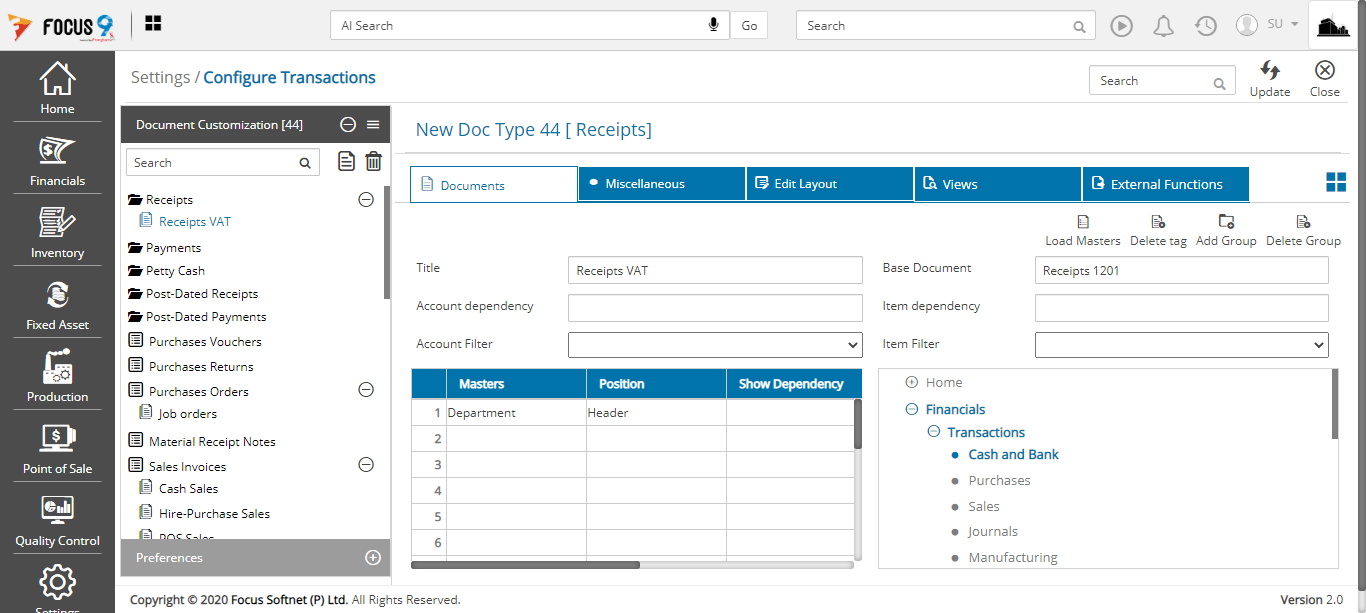 FOCUS 9
AI Search
Go
Search
SU
Home
Financials
Inventory
Fixed Asset
Production
Point of Sale
Quality Control
Settings
Settings / Configure Transactions
Search
Update
Close
Document Customization [44]
Search
Receipts
Receipts VAT
Payments
Petty Cash
Post-Dated Receipts
Post-Dated Payments
Purchases Vouchers
Purchases Returns
Purchases Orders
Job orders
Material Receipt Notes
Sales Invoices
Cash Sales
Hire-Purchase Sales
POS Sales
Preferences
New Doc Type 44 [ Receipts]
Documents
Miscellaneous
Edit Layout
Views
External Functions
Load Masters
Delete tag
Add Group
Delete Group
Title
Receipts VAT
Base Document
Receipts 1201
Account dependency
Item dependency
Account Filter
Item Filter
Masters Position Show Dependency
1 Department Header
2
3
4
5
6
Home
Financials
Transactions
Cash and Bank
Purchases
Sales
Journals
Manufacturing
Copyright © 2020 Focus Softnet (P) Ltd. All Rights Reserved.
Version 2.0